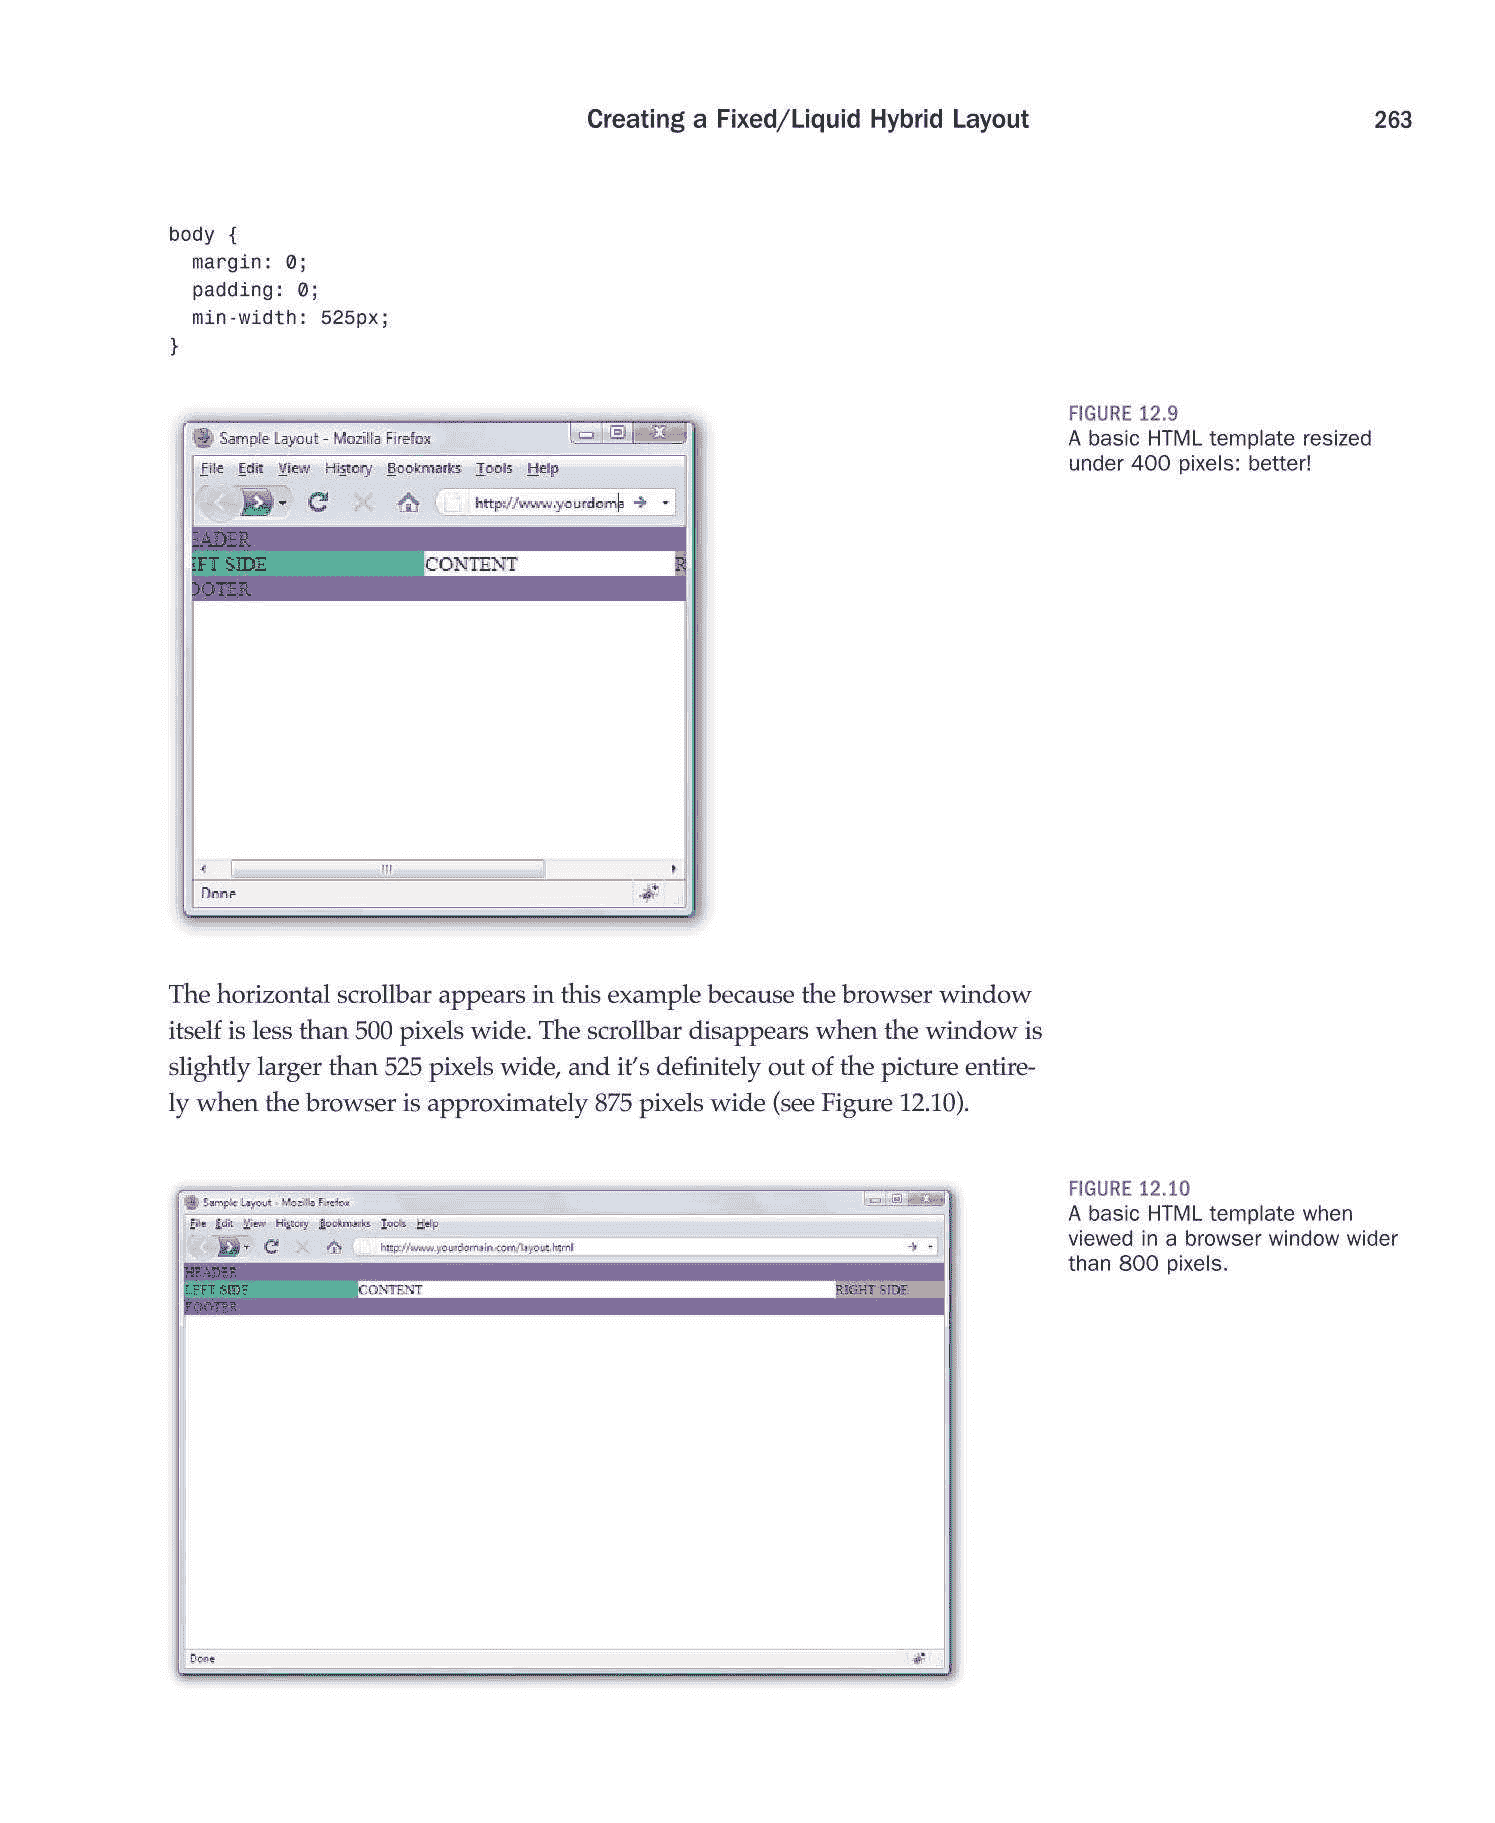 Creating a Fixed/Liquid Hybrid Layout 263
body {
margin: 0;
padding: 0;
min-width: 525px;
}
FIGURE 12.9
A basic HTML template resized
under 400 pixels: better!
Sample Layout - Mozilla Firefox
File Edit View History Bookmarks Tools Help
http://www.yourdoma
EADER
EFT SIDE CONTENT R
OOTER
Done
The horizontal scrollbar appears in this example because the browser window
itself is less than 500 pixels wide. The scrollbar disappears when the window is
slightly larger than 525 pixels wide, and it’s definitely out of the picture entire-
ly when the browser is approximately 875 pixels wide (see Figure 12.10).
FIGURE 12.10
A basic HTML template when
viewed in a browser window wider
than 800 pixels.
Sample Layout - Mozilla Firefox
File Edit View History Bookmarks Tools Help
http://www.yourdomain.com/layout.html
HEADER
LEFT SIDE CONTENT RIGHT SIDE
FOOTER
Done